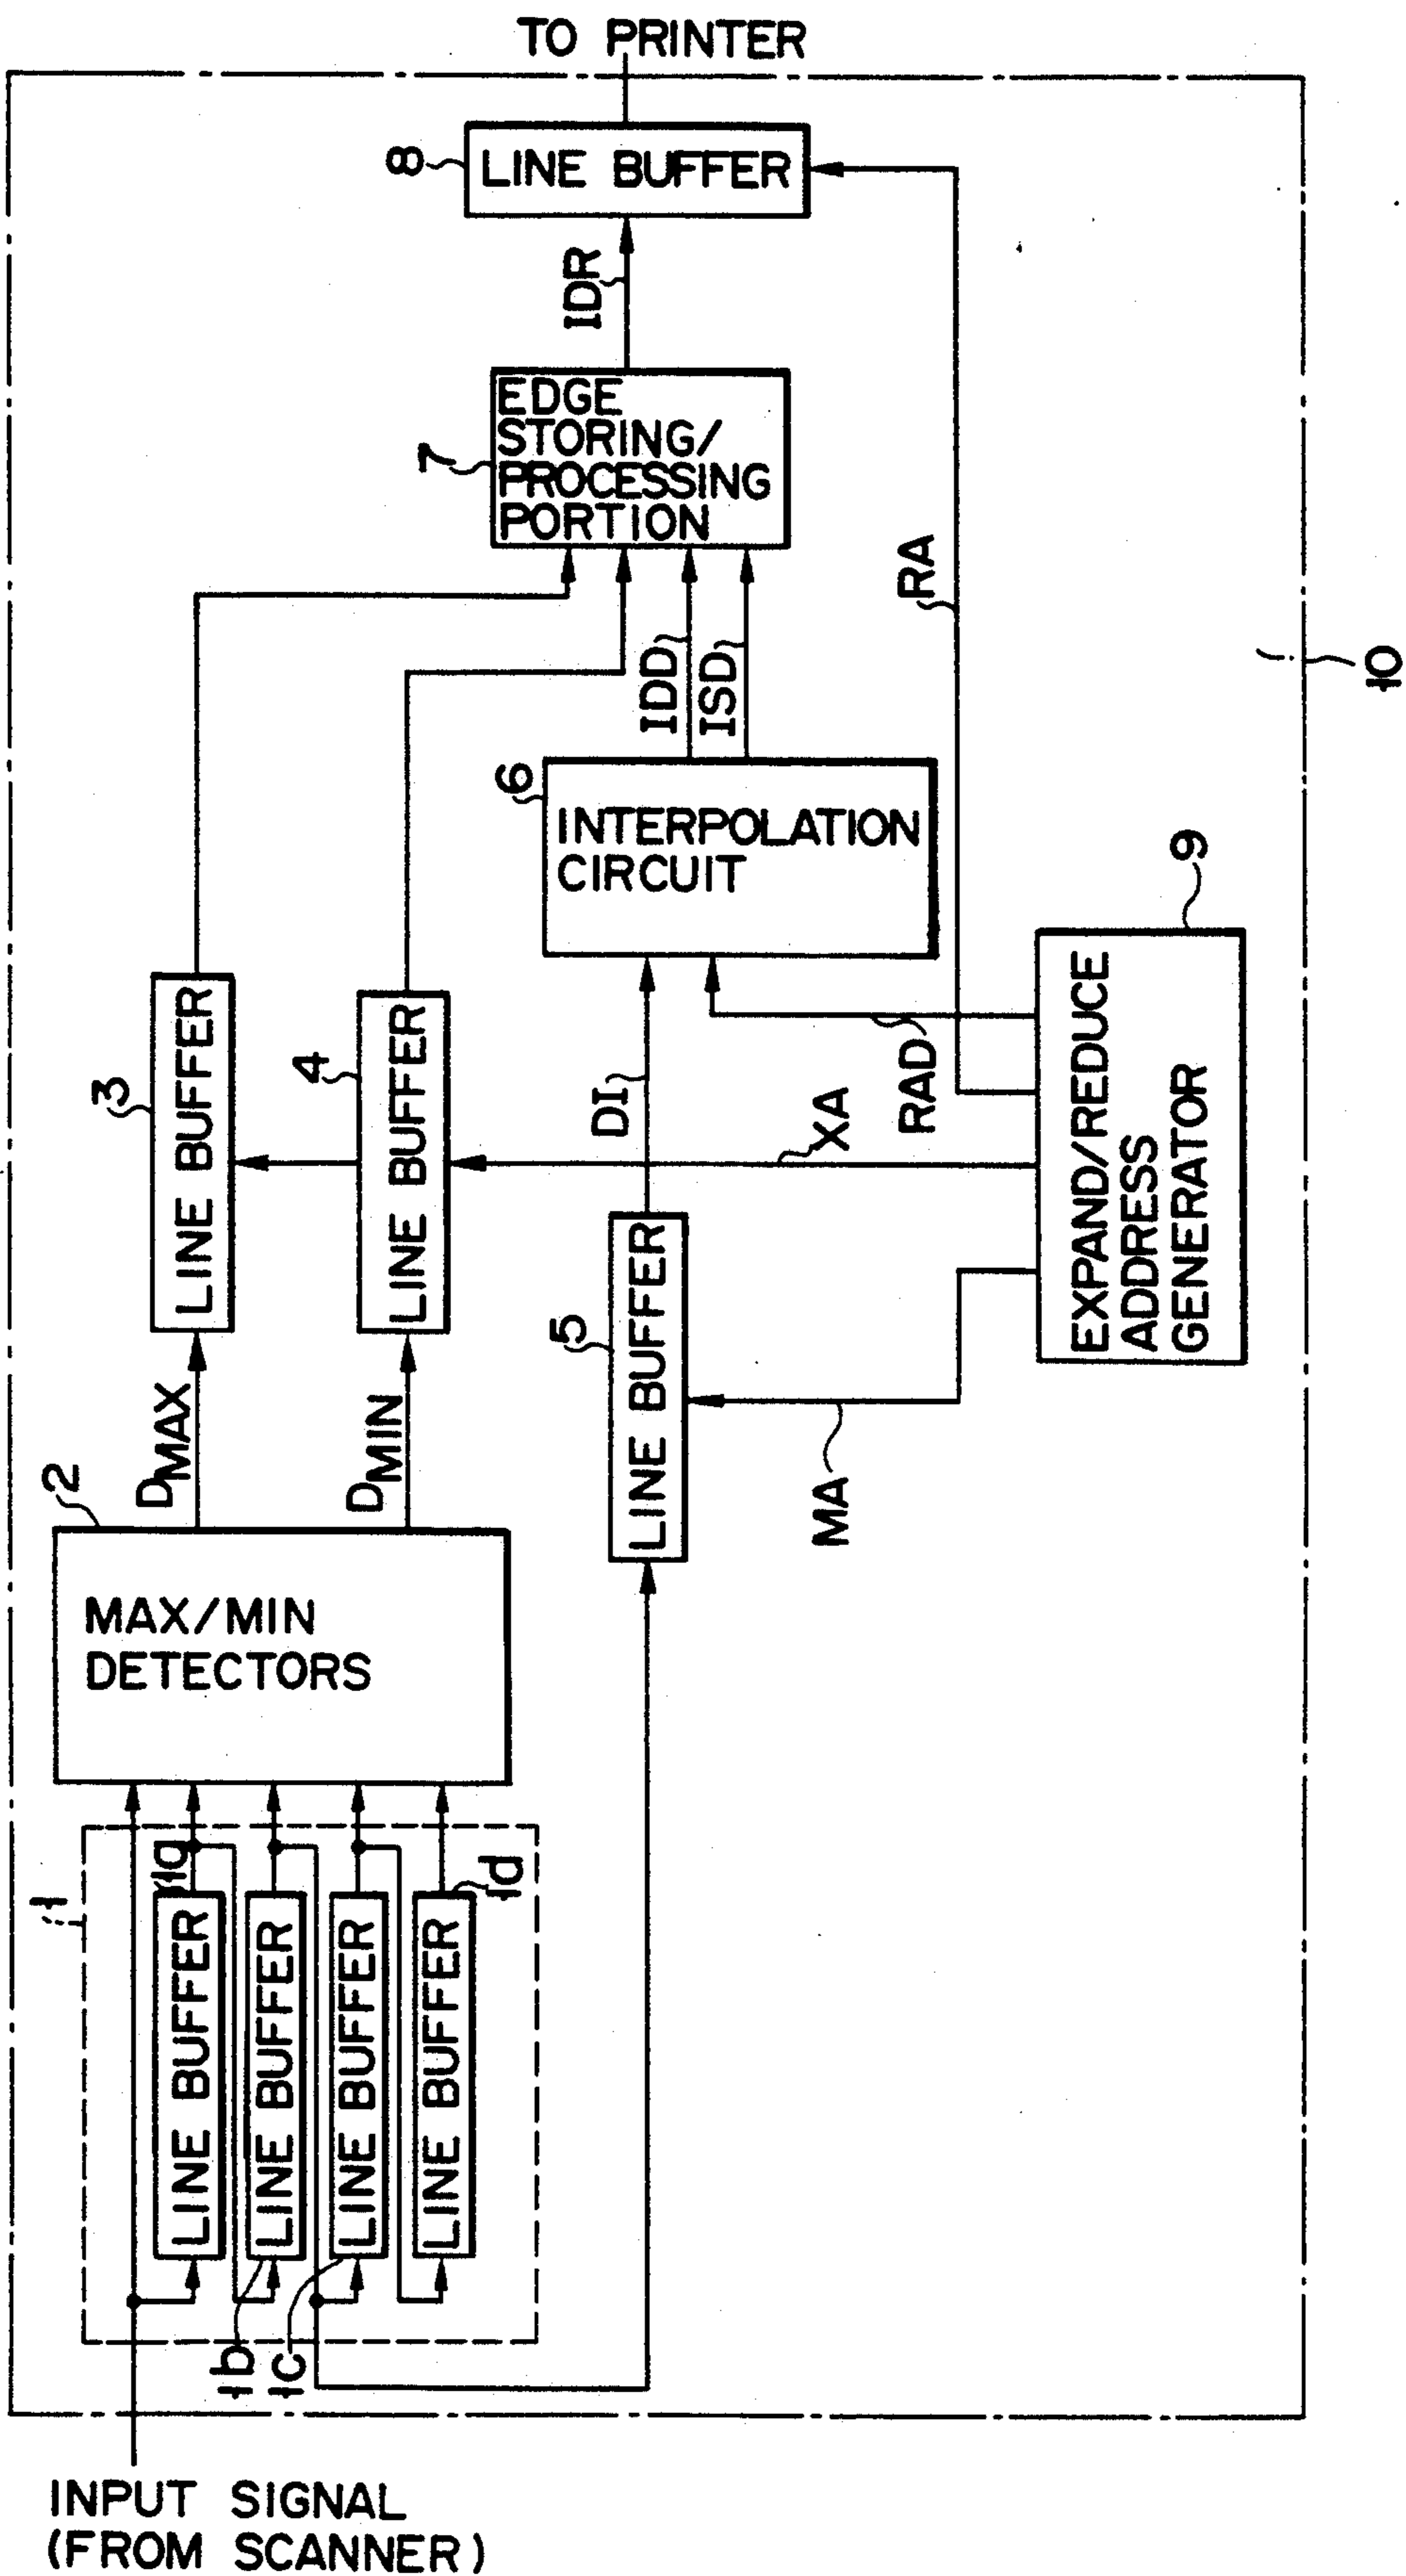 TO PRINTER
8
LINE BUFFER
IDR
7
EDGE
STORING/
PROCESSING
PORTION
RA
IDD
ISD
10
6
INTERPOLATION
CIRCUIT
9
EXPAND/REDUCE
ADDRESS
GENERATOR
3
LINE BUFFER
4
LINE BUFFER
DI
RAD
XA
5
LINE BUFFER
MA
DMAX
DMIN
2
MAX/MIN
DETECTORS
1
1a
LINE BUFFER
1b
LINE BUFFER
1c
LINE BUFFER
1d
LINE BUFFER
INPUT SIGNAL
(FROM SCANNER)